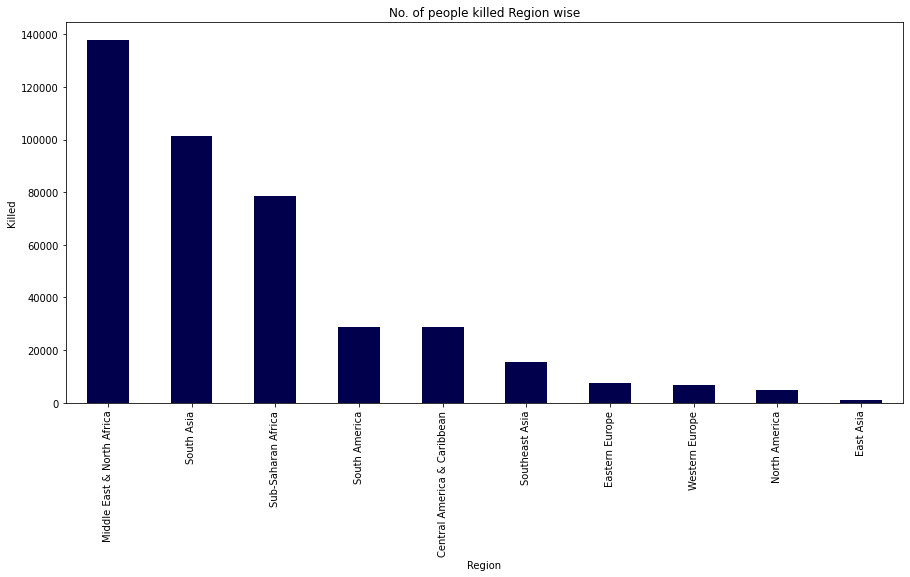 No. of people killed Region wise
Killed
140000
120000
100000
80000
60000
40000
20000
0
Middle East & North Africa
South Asia
Sub-Saharan Africa
South America
Central America & Caribbean
Southeast Asia
Eastern Europe
Western Europe
North America
East Asia
Region